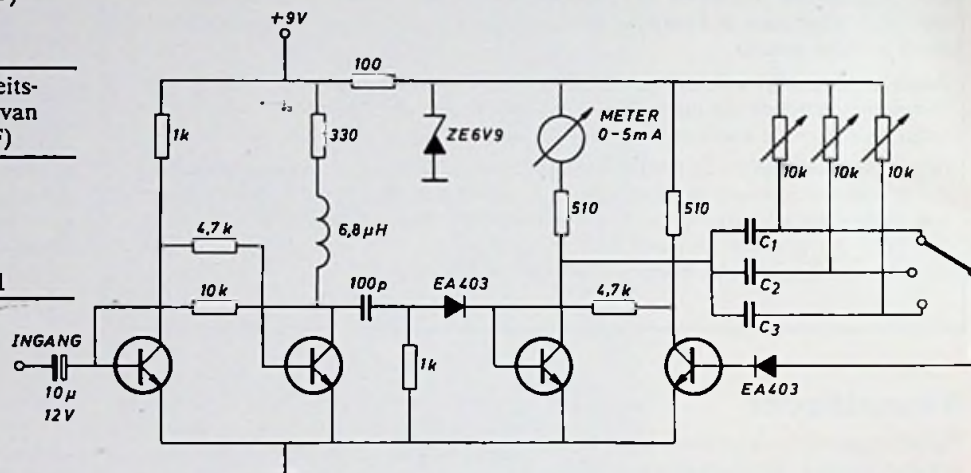 )
eits-
van
F)
1
+9V
100
1k
330
ZE6V9
METER
0-5mA
10k
10k
10k
510
510
6,8µH
4,7k
C1
C2
C3
10k
100p
EA403
4,7k
INGANG
10µ
12V
1k
EA403